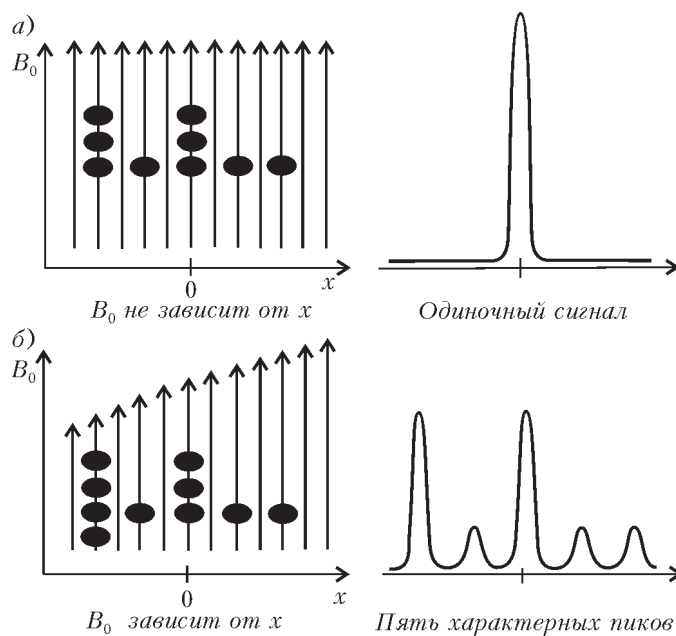 а)
B₀
0
x
B₀ не зависит от x
Одиночный сигнал
б)
B₀
0
x
B₀ зависит от x
Пять характерных пиков